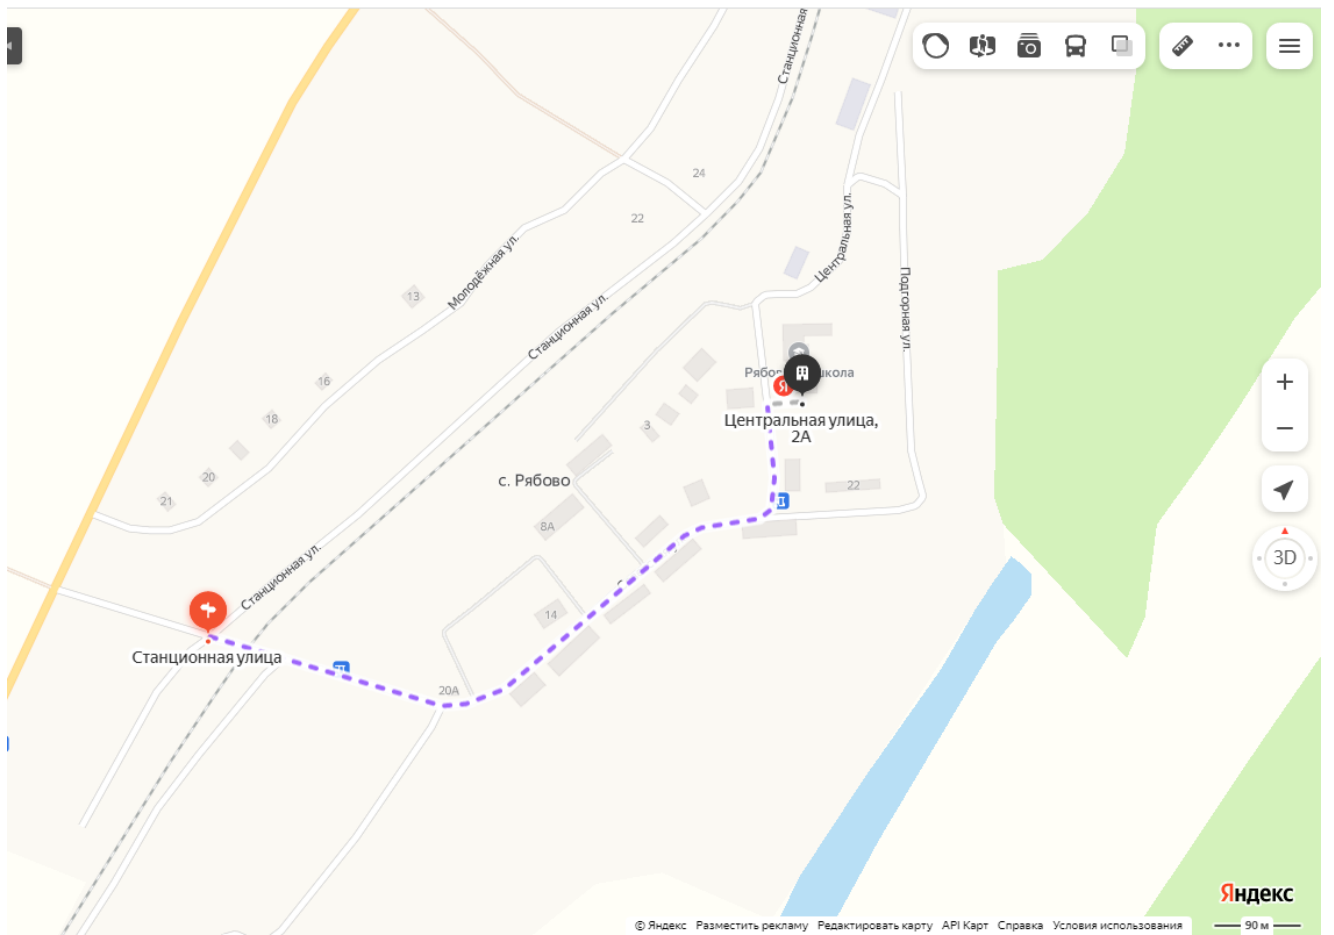 Станционная
24
22
Центральная ул.
Молодёжная ул.
13
Подгорная ул.
Станционная ул.
16
18
3
Центральная улица,
2А
с. Рябово
20
21
22
8А
Станционная ул.
14
Станционная улица
20А
3D
Яндекс
© Яндекс Разместить рекламу Редактировать карту API Карт Справка Условия использования
90 м